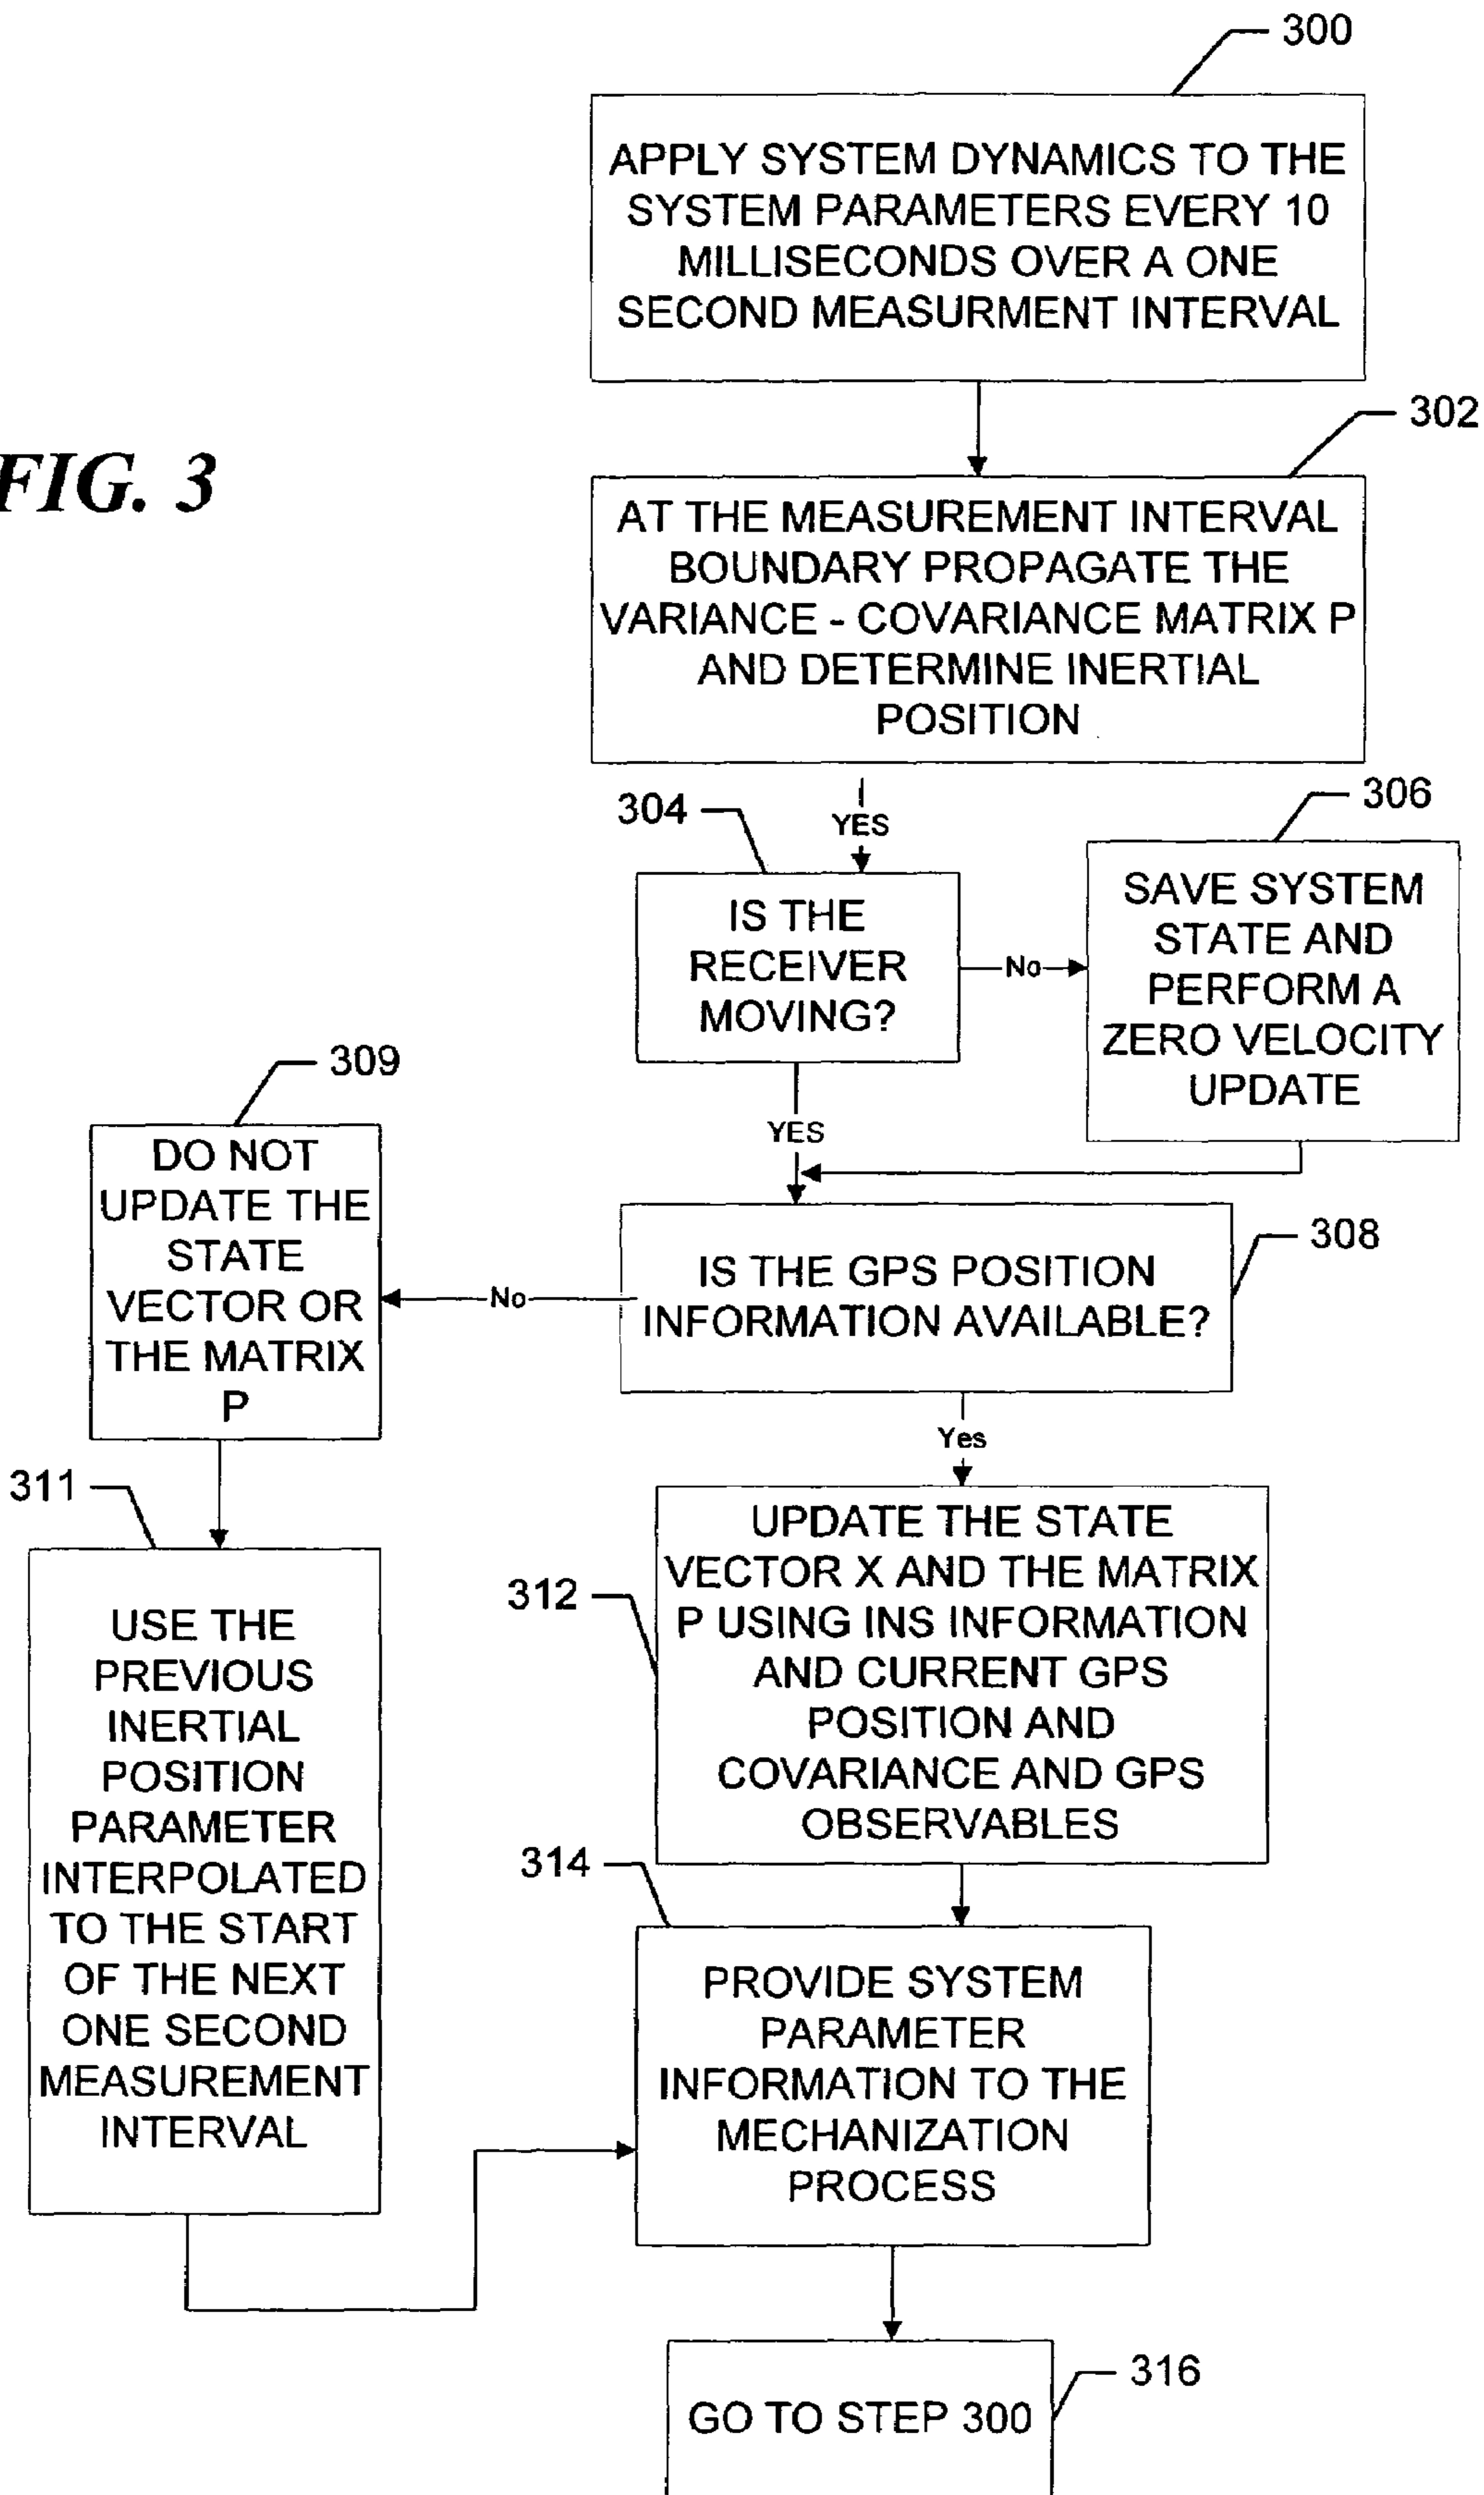 300
APPLY SYSTEM DYNAMICS TO THE
SYSTEM PARAMETERS EVERY 10
MILLISECONDS OVER A ONE
SECOND MEASURMENT INTERVAL
302
FIG. 3
AT THE MEASUREMENT INTERVAL
BOUNDARY PROPAGATE THE
VARIANCE - COVARIANCE MATRIX P
AND DETERMINE INERTIAL
POSITION
304
YES
306
IS THE
RECEIVER
MOVING?
No
SAVE SYSTEM
STATE AND
PERFORM A
ZERO VELOCITY
UPDATE
309
YES
DO NOT
UPDATE THE
STATE
VECTOR OR
THE MATRIX
P
308
IS THE GPS POSITION
INFORMATION AVAILABLE?
No
Yes
311
USE THE
PREVIOUS
INERTIAL
POSITION
PARAMETER
INTERPOLATED
TO THE START
OF THE NEXT
ONE SECOND
MEASUREMENT
INTERVAL
312
UPDATE THE STATE
VECTOR X AND THE MATRIX
P USING INS INFORMATION
AND CURRENT GPS
POSITION AND
COVARIANCE AND GPS
OBSERVABLES
314
PROVIDE SYSTEM
PARAMETER
INFORMATION TO THE
MECHANIZATION
PROCESS
316
GO TO STEP 300